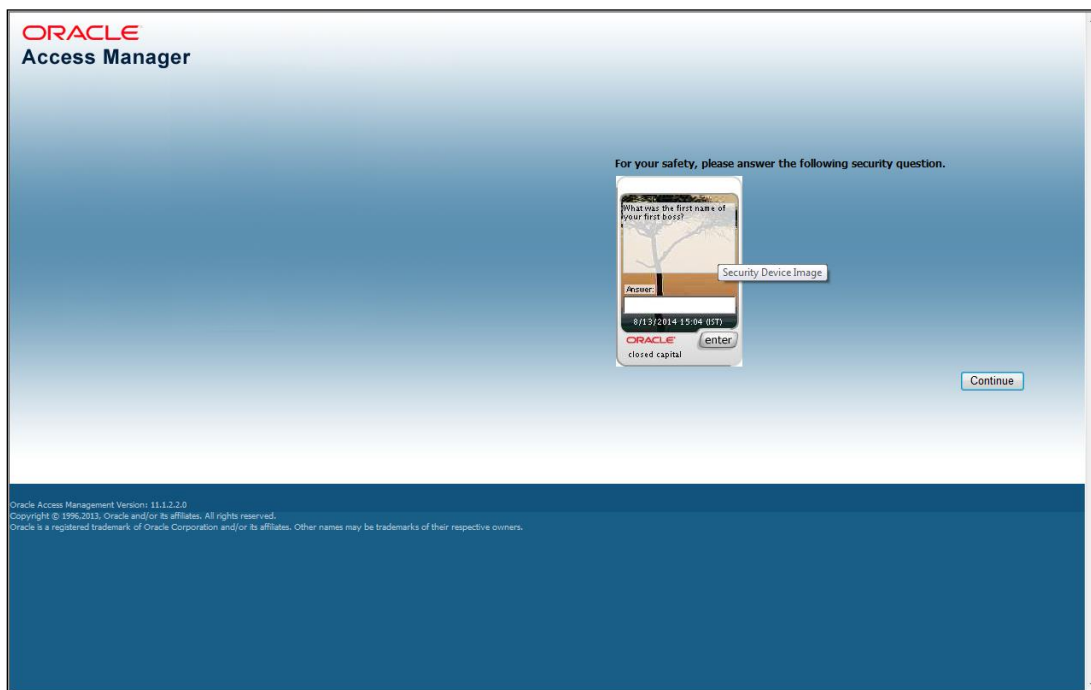 ORACLE
Access Manager
For your safety, please answer the following security question.
What was the first name of
your first boss?
Security Device Image
Answer:
8/13/2014 15:04 (IST)
ORACLE
enter
closed capital
Continue
Oracle Access Management Version: 11.1.2.2.0
Copyright © 1996,2013, Oracle and/or its affiliates. All rights reserved.
Oracle is a registered trademark of Oracle Corporation and/or its affiliates. Other names may be trademarks of their respective owners.